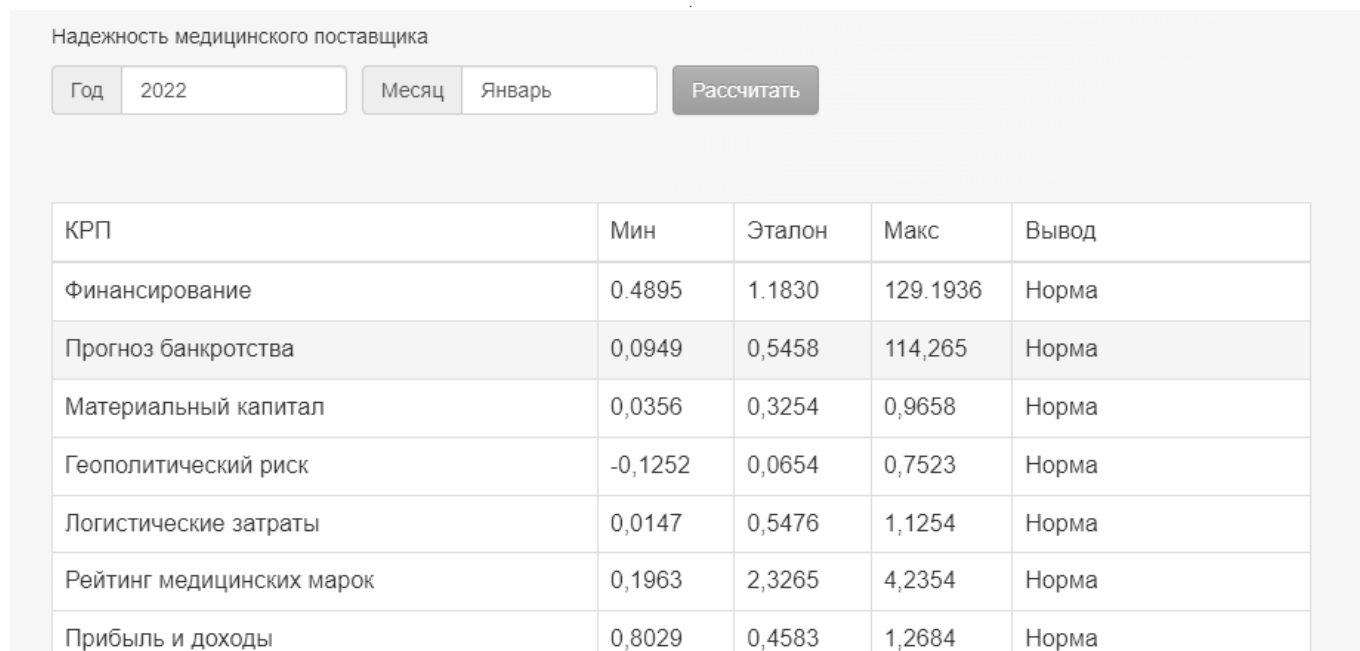 Надежность медицинского поставщика
Год 2022 Месяц Январь Рассчитать
КРП Мин Эталон Макс Вывод
Финансирование 0.4895 1.1830 129.1936 Норма
Прогноз банкротства 0,0949 0,5458 114,265 Норма
Материальный капитал 0,0356 0,3254 0,9658 Норма
Геополитический риск -0,1252 0,0654 0,7523 Норма
Логистические затраты 0,0147 0,5476 1,1254 Норма
Рейтинг медицинских марок 0,1963 2,3265 4,2354 Норма
Прибыль и доходы 0,8029 0,4583 1,2684 Норма